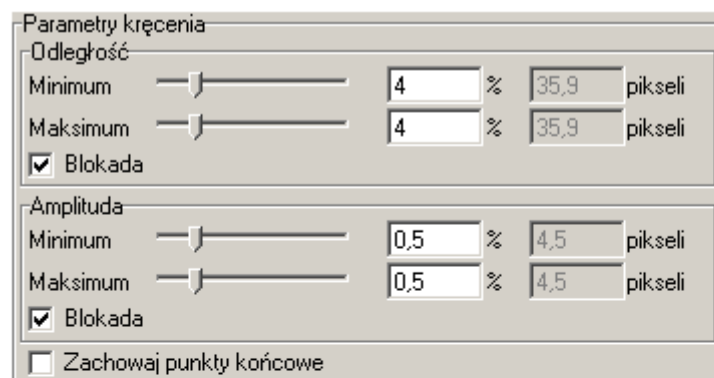 Parametry kręcenia
Odległość
Minimum 4 % 35,9 pikseli
Maksimum 4 % 35,9 pikseli
Blokada
Amplituda
Minimum 0,5 % 4,5 pikseli
Maksimum 0,5 % 4,5 pikseli
Blokada
Zachowaj punkty końcowe